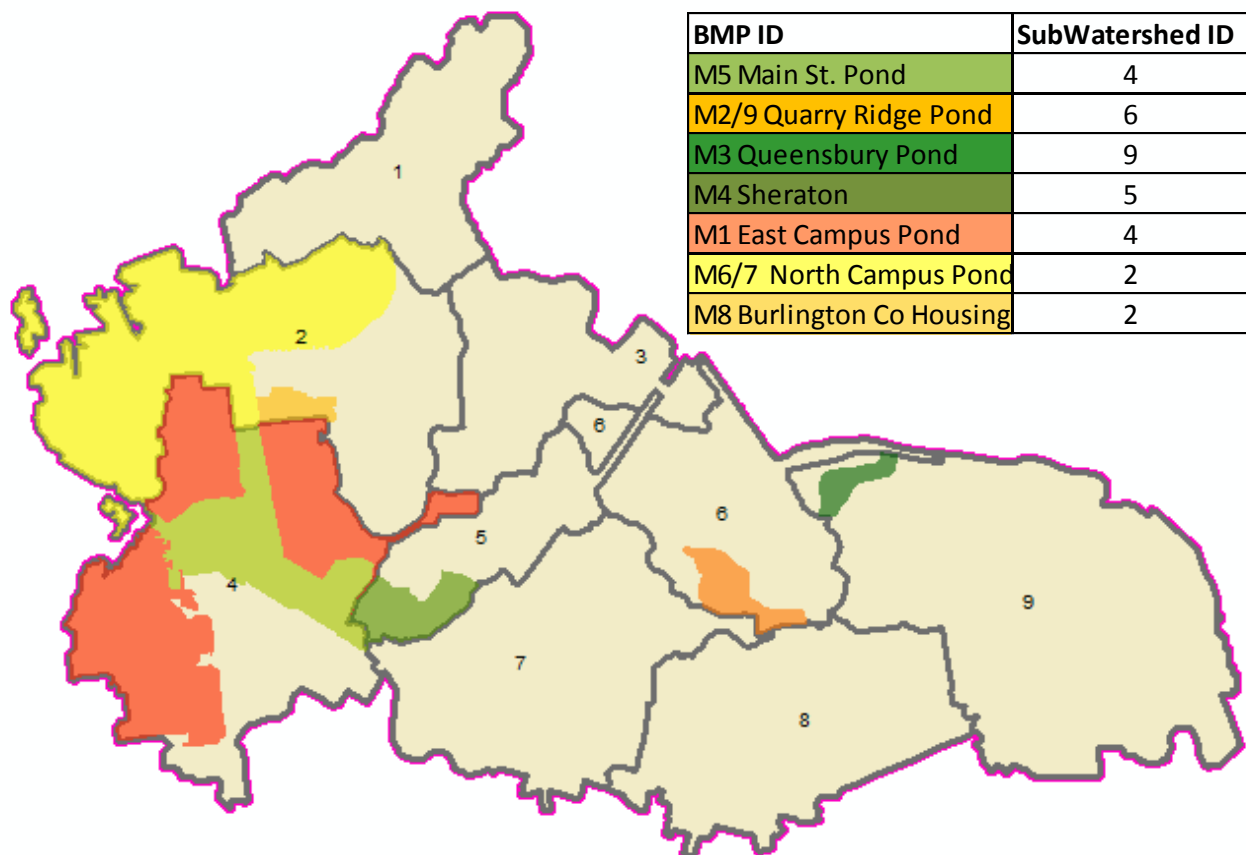 BMP ID SubWatershed ID
M5 Main St. Pond 4
M2/9 Quarry Ridge Pond 6
M3 Queensbury Pond 9
M4 Sheraton 5
M1 East Campus Pond 4
M6/7 North Campus Pond 2
M8 Burlington Co Housing 2
1
2
3
6
6
5
4
9
7
8